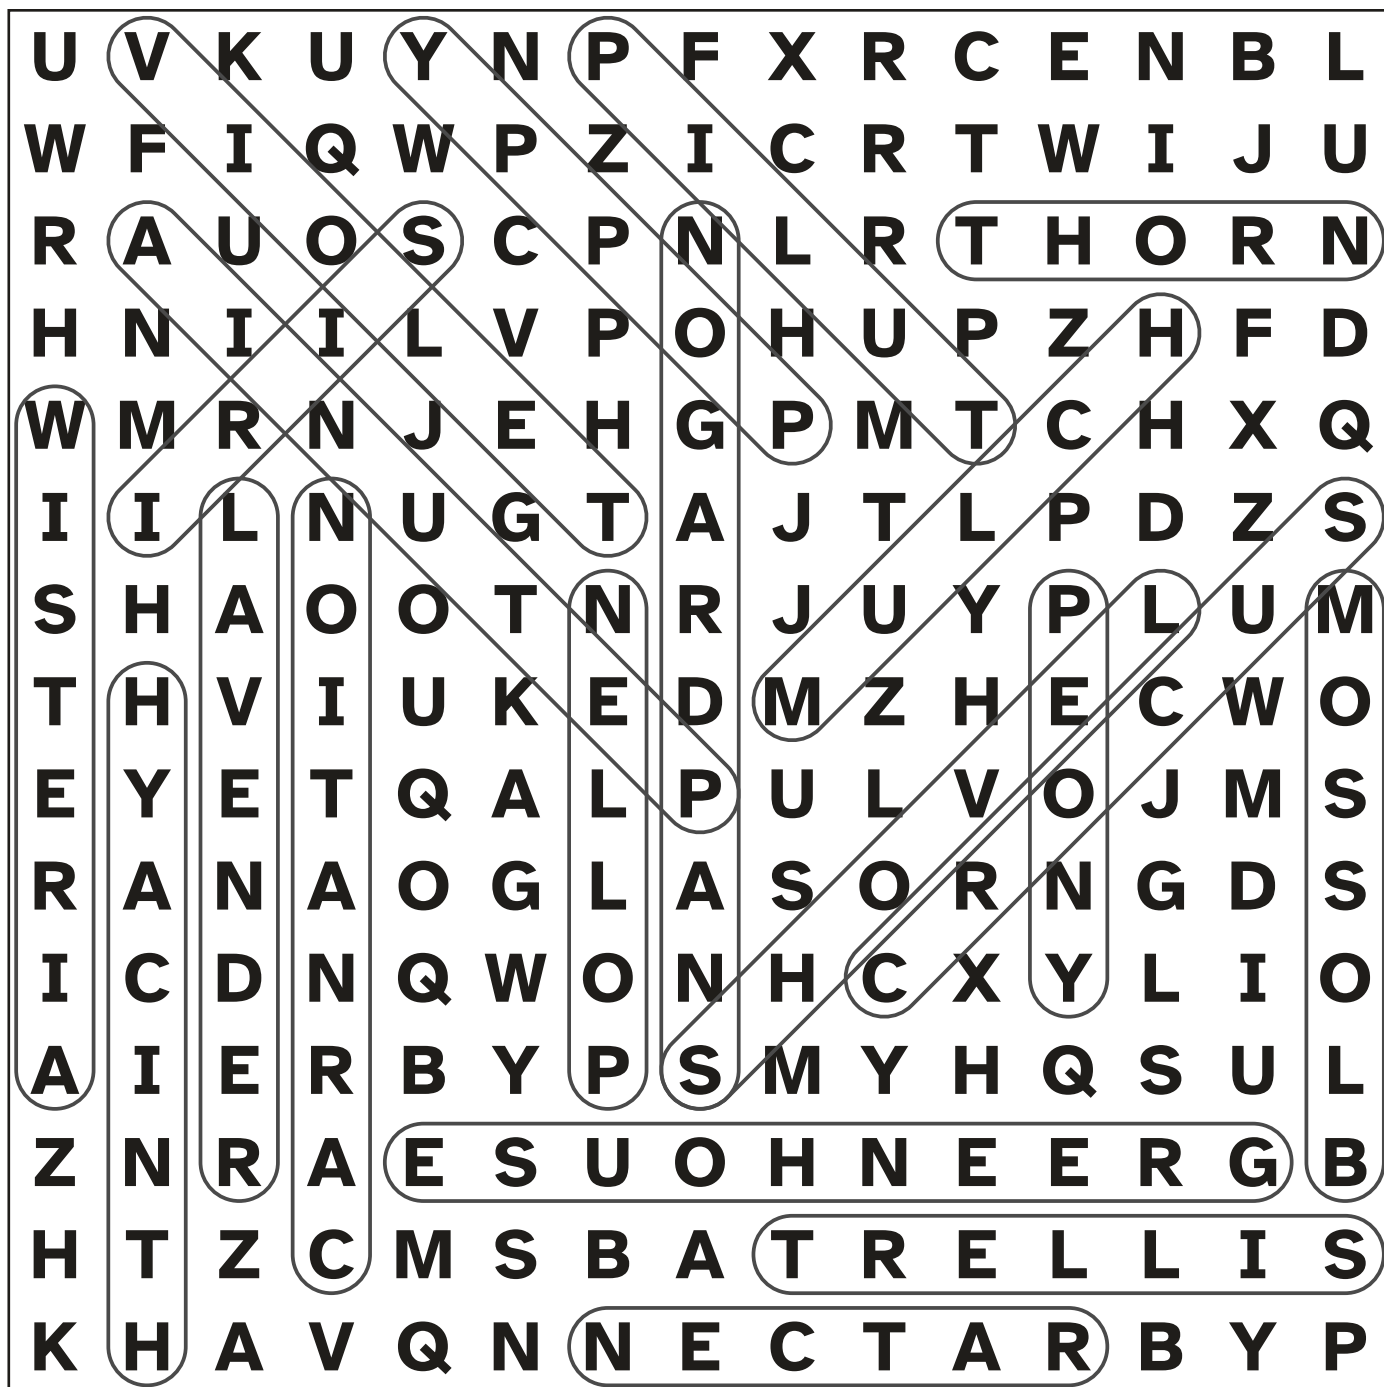 U V K U Y N P F X R C E N B L
W F I Q W P Z I C R T W I J U
R A U O S C P N L R T H O R N
H N I I L V P O H U P Z H F D
W M R N J E H G P M T C H X Q
I I L N U G T A J T L P D Z S
S H A O O T N R J U Y P L U M
T H V I U K E D M Z H E C W O
E Y E T Q A L P U L V O J M S
R A N A O G L A S O R N G D S
I C D N Q W O N H C X Y L I O
A I E R B Y P S M Y H Q S U L
Z N R A E S U O H N E E R G B
H T Z C M S B A T R E L L I S
K H A V Q N N E C T A R B Y P